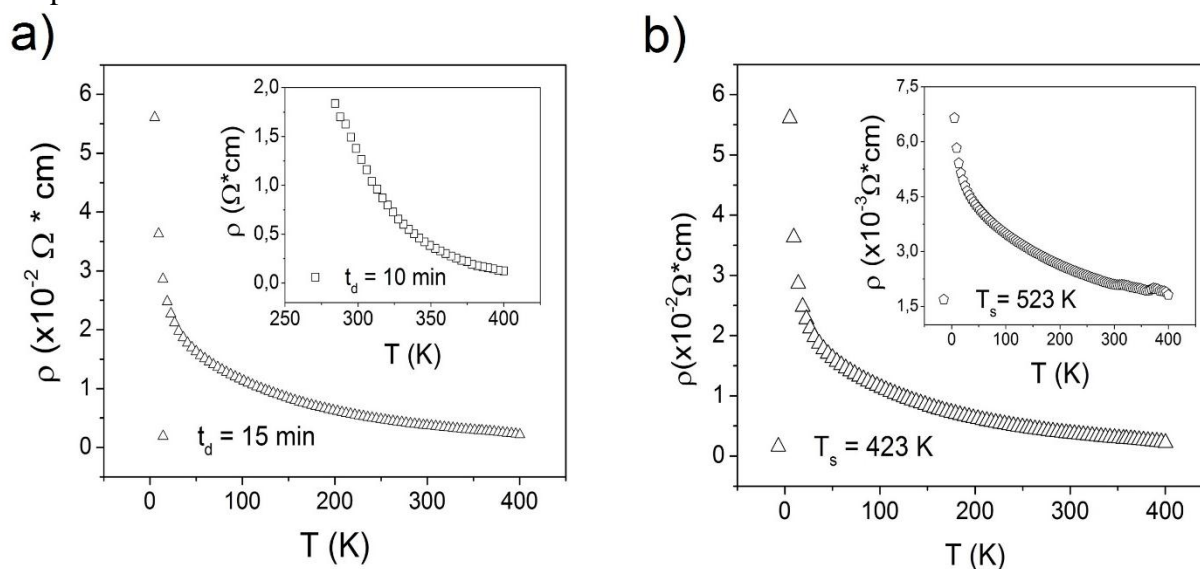 a)
ρ (x10⁻² Ω * cm)
6
5
4
3
2
1
0
0 100 200 300 400
T (K)
t_d = 15 min
ρ (Ω*cm)
2,0
1,5
1,0
0,5
0,0
250 300 350 400
T (K)
t_d = 10 min
b)
ρ(x10⁻²Ω*cm)
6
5
4
3
2
1
0
0 100 200 300 400
T (K)
T_s = 423 K
ρ (x10⁻³Ω*cm)
7,5
6,0
4,5
3,0
1,5
0 100 200 300 400
T (K)
T_s = 523 K